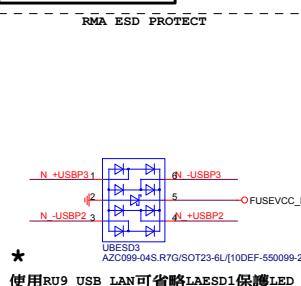 RMA ESD PROTECT
N_+USBP3 1
6 N_-USBP3
2
5
FUSEVCC_
N_-USBP2 3
4 N_+USBP2
UBESD3
AZC099-04S.R7G/SOT23-6L/[10DEF-550099-2
使用RU9 USB LAN可省略LAESD1保護LED